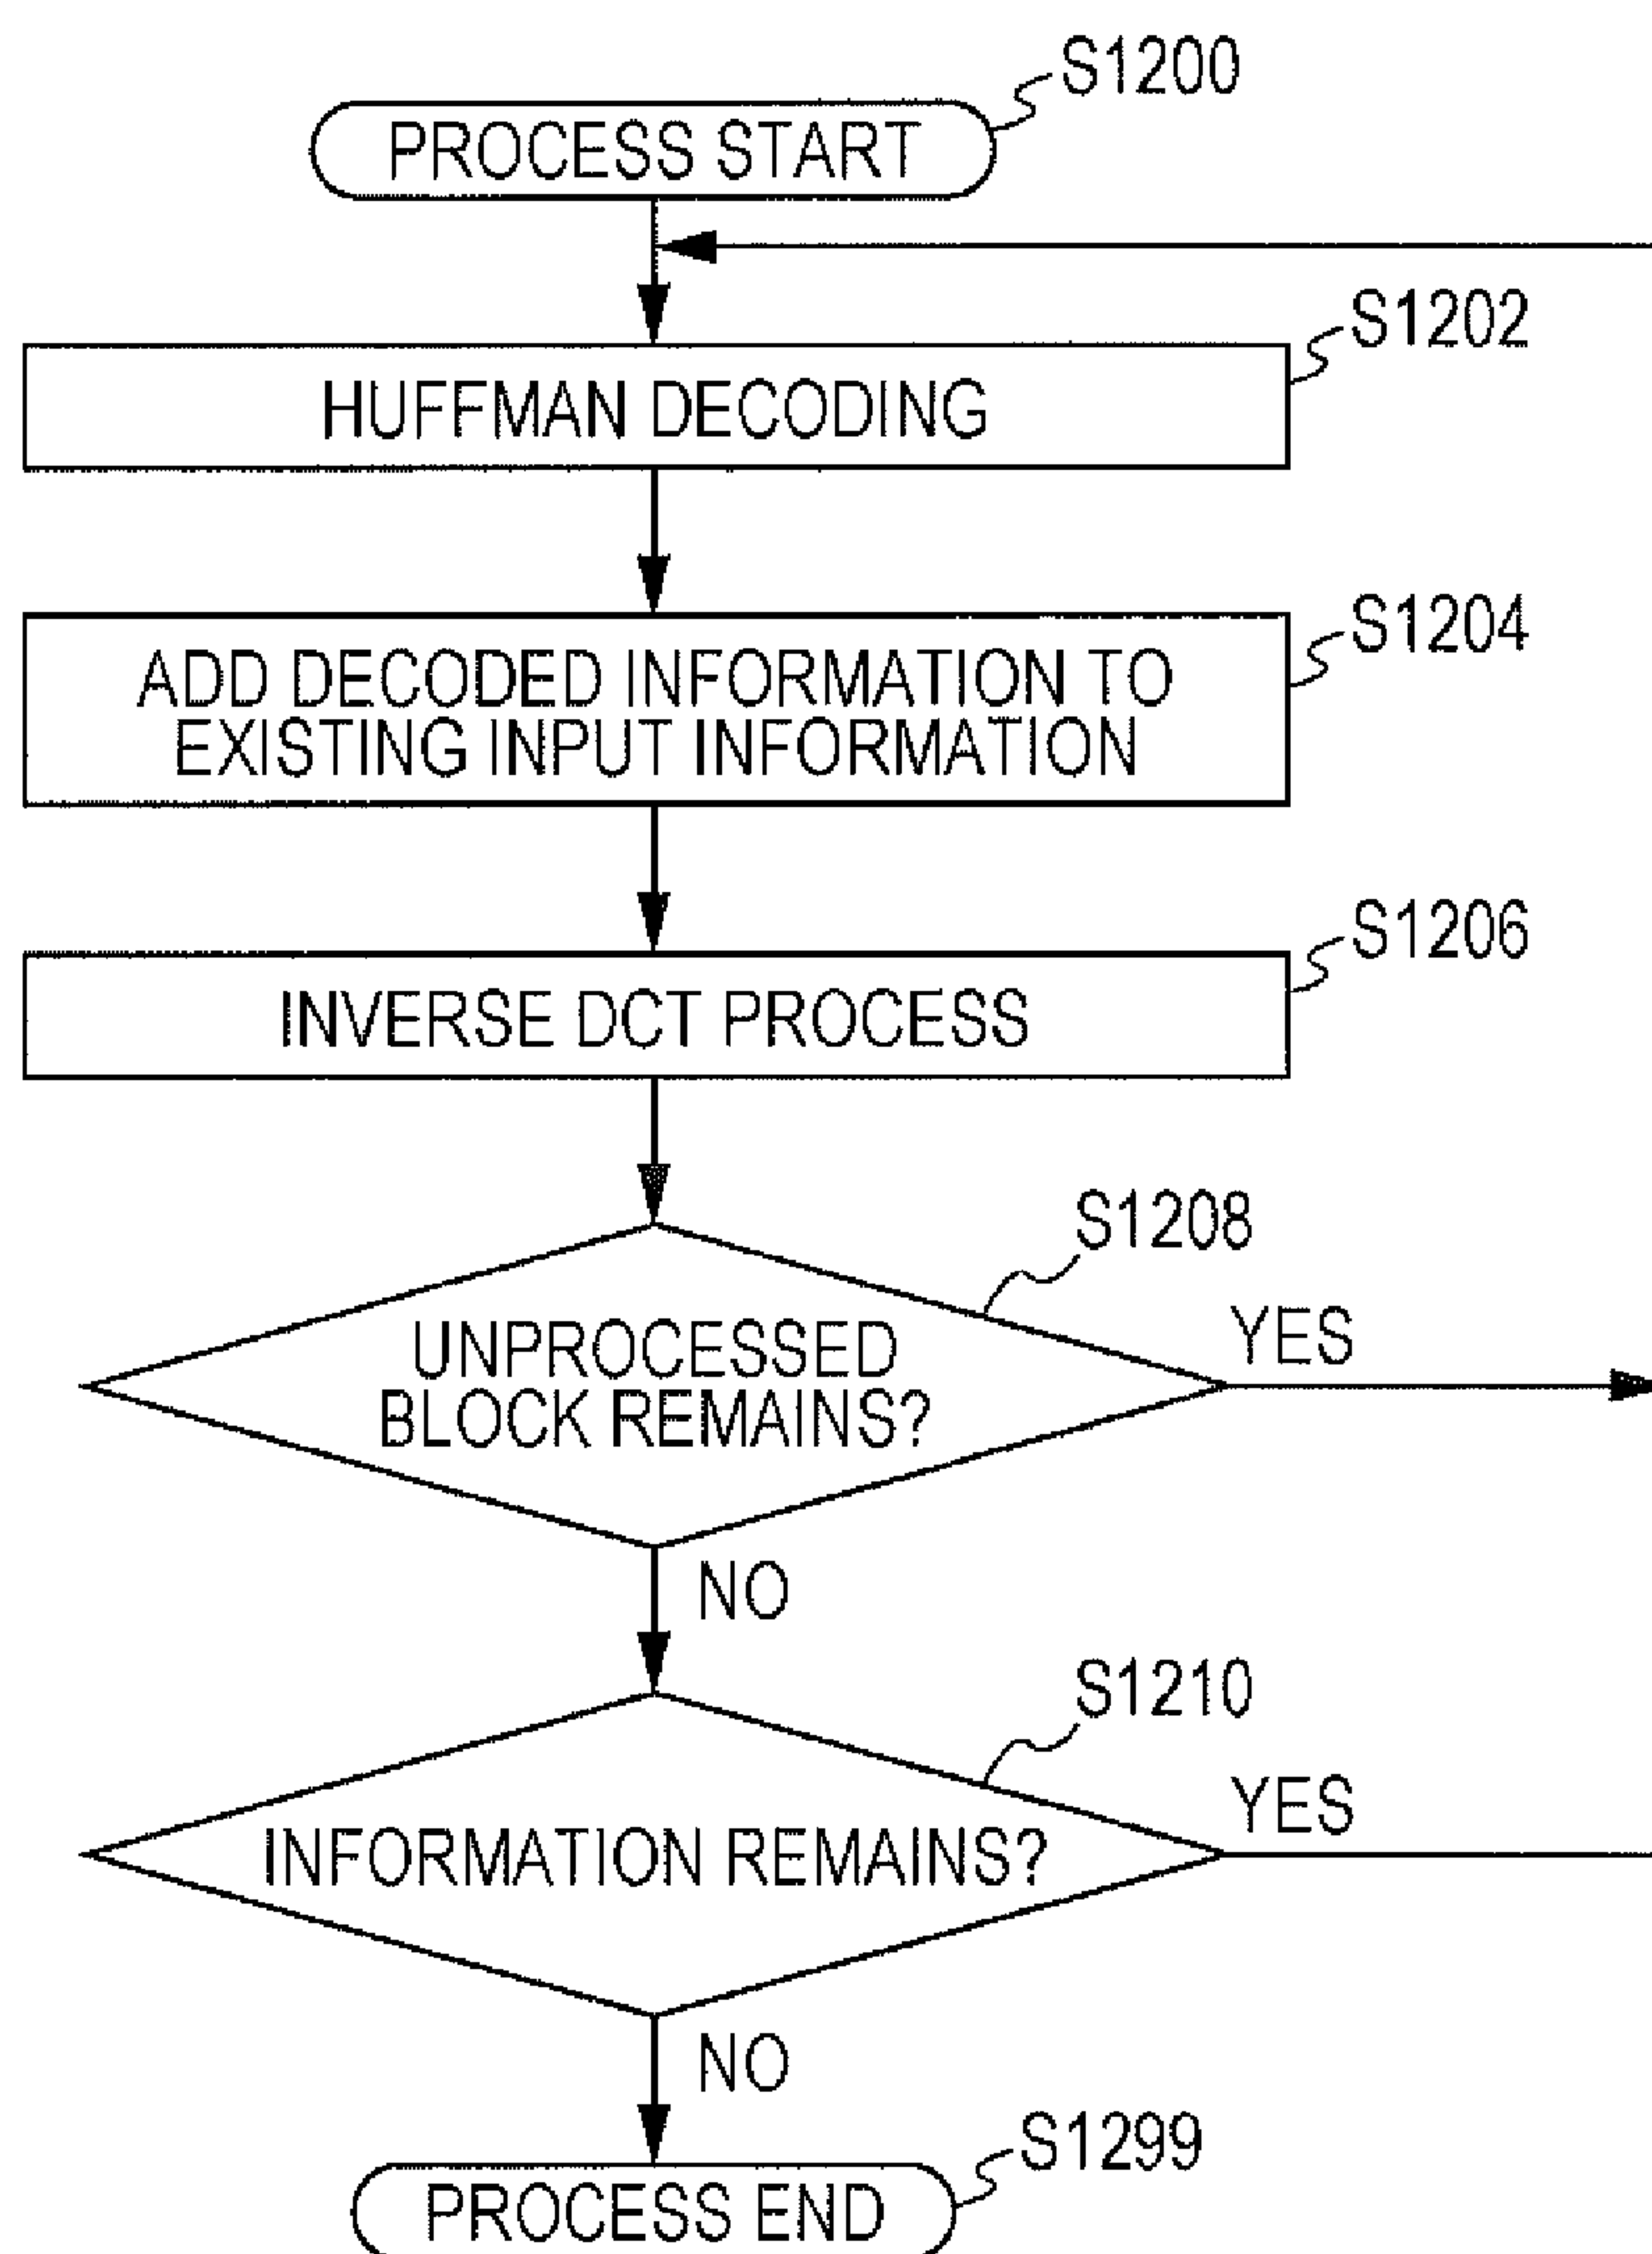 S1200
PROCESS START
S1202
HUFFMAN DECODING
S1204
ADD DECODED INFORMATION TO
EXISTING INPUT INFORMATION
S1206
INVERSE DCT PROCESS
S1208
UNPROCESSED
BLOCK REMAINS?
YES
NO
S1210
INFORMATION REMAINS?
YES
NO
S1299
PROCESS END